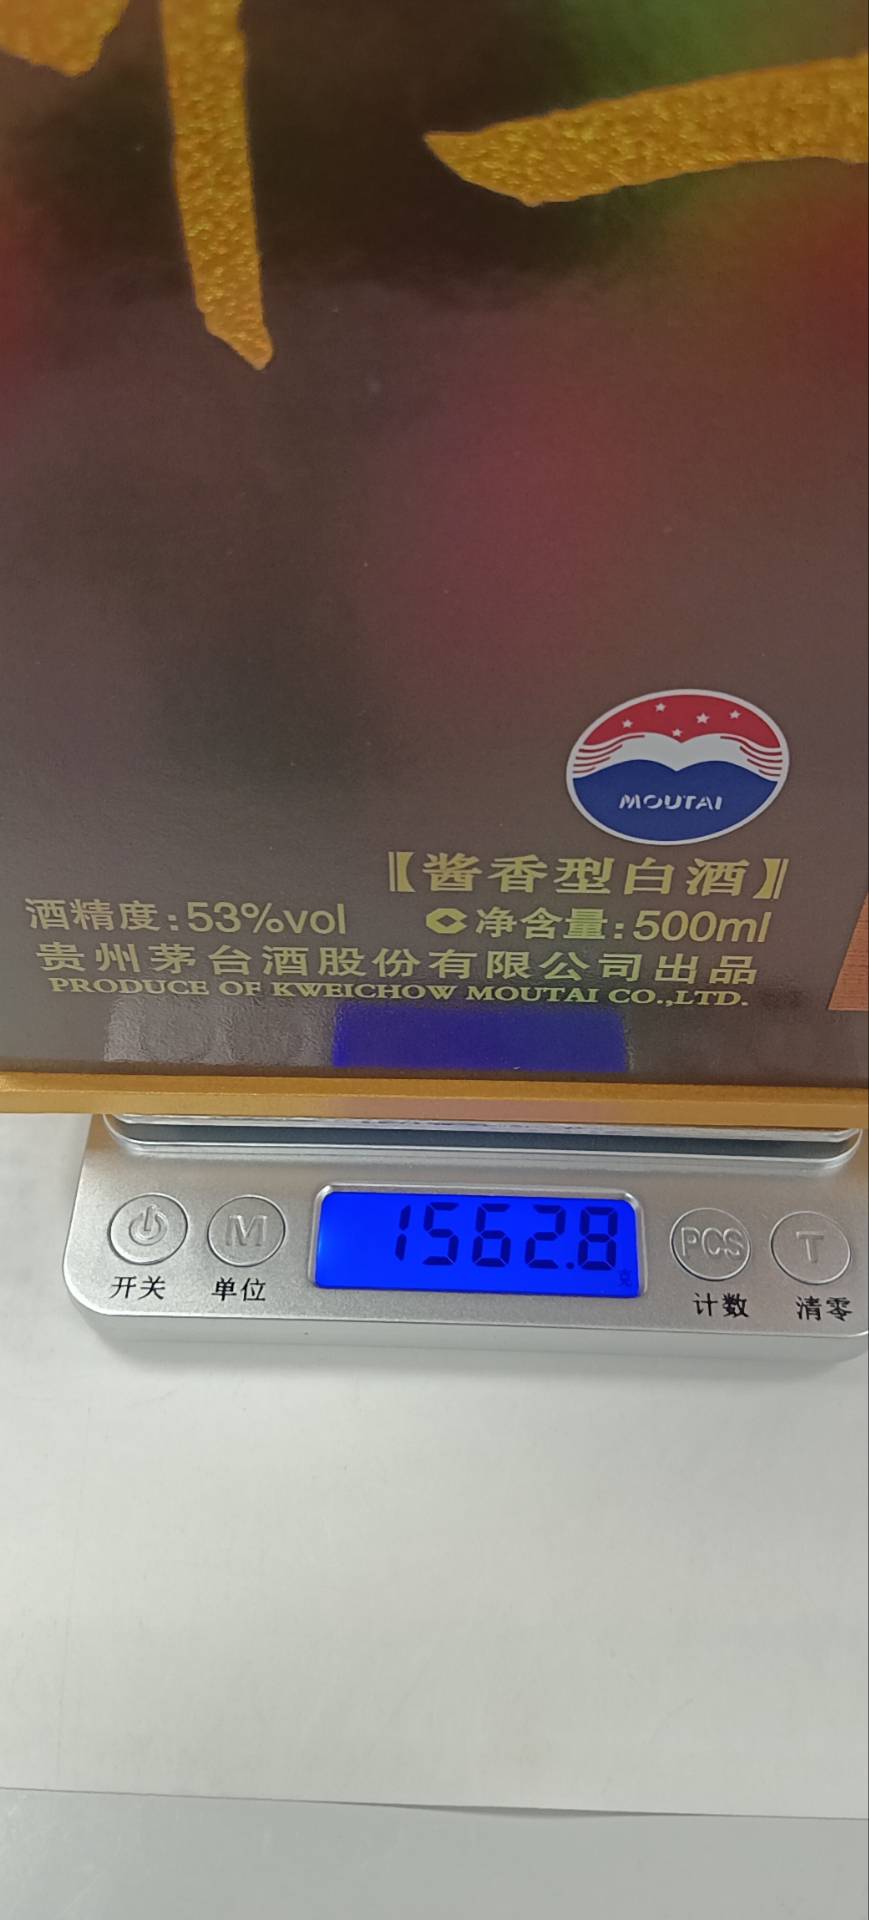 MOUTAI
【酱香型白酒】
酒精度:53%vol 净含量:500ml
贵州茅台酒股份有限公司出品
PRODUCE OF KWEICHOW MOUTAI CO.,LTD.
M 1562.8 PCS T
克
开关 单位 计数 清零